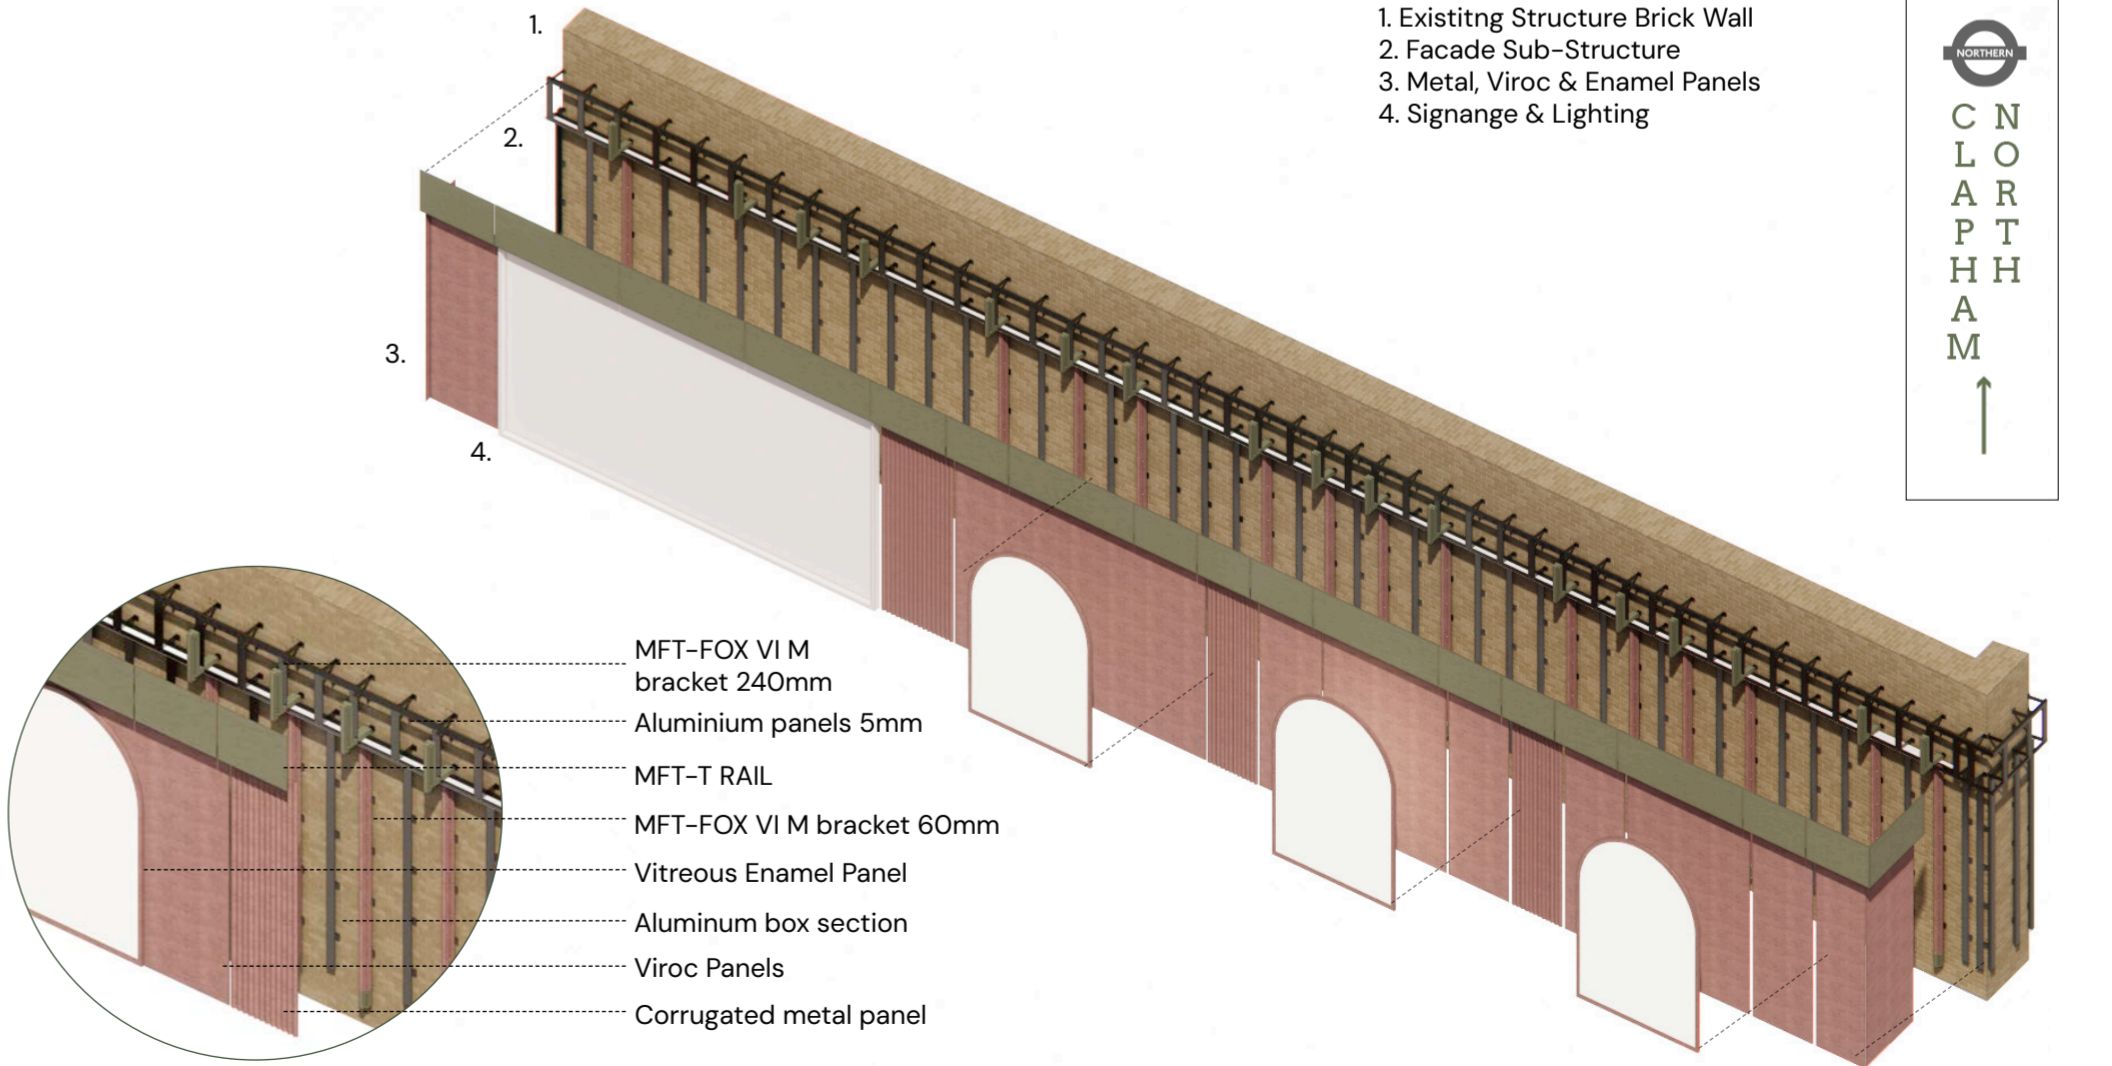 1.
2.
3.
4.
1. Existitng Structure Brick Wall
2. Facade Sub-Structure
3. Metal, Viroc & Enamel Panels
4. Signange & Lighting
NORTHERN
CLAPHAM
NORTH
MFT-FOX VI M
bracket 240mm
Aluminium panels 5mm
MFT-T RAIL
MFT-FOX VI M bracket 60mm
Vitreous Enamel Panel
Aluminum box section
Viroc Panels
Corrugated metal panel